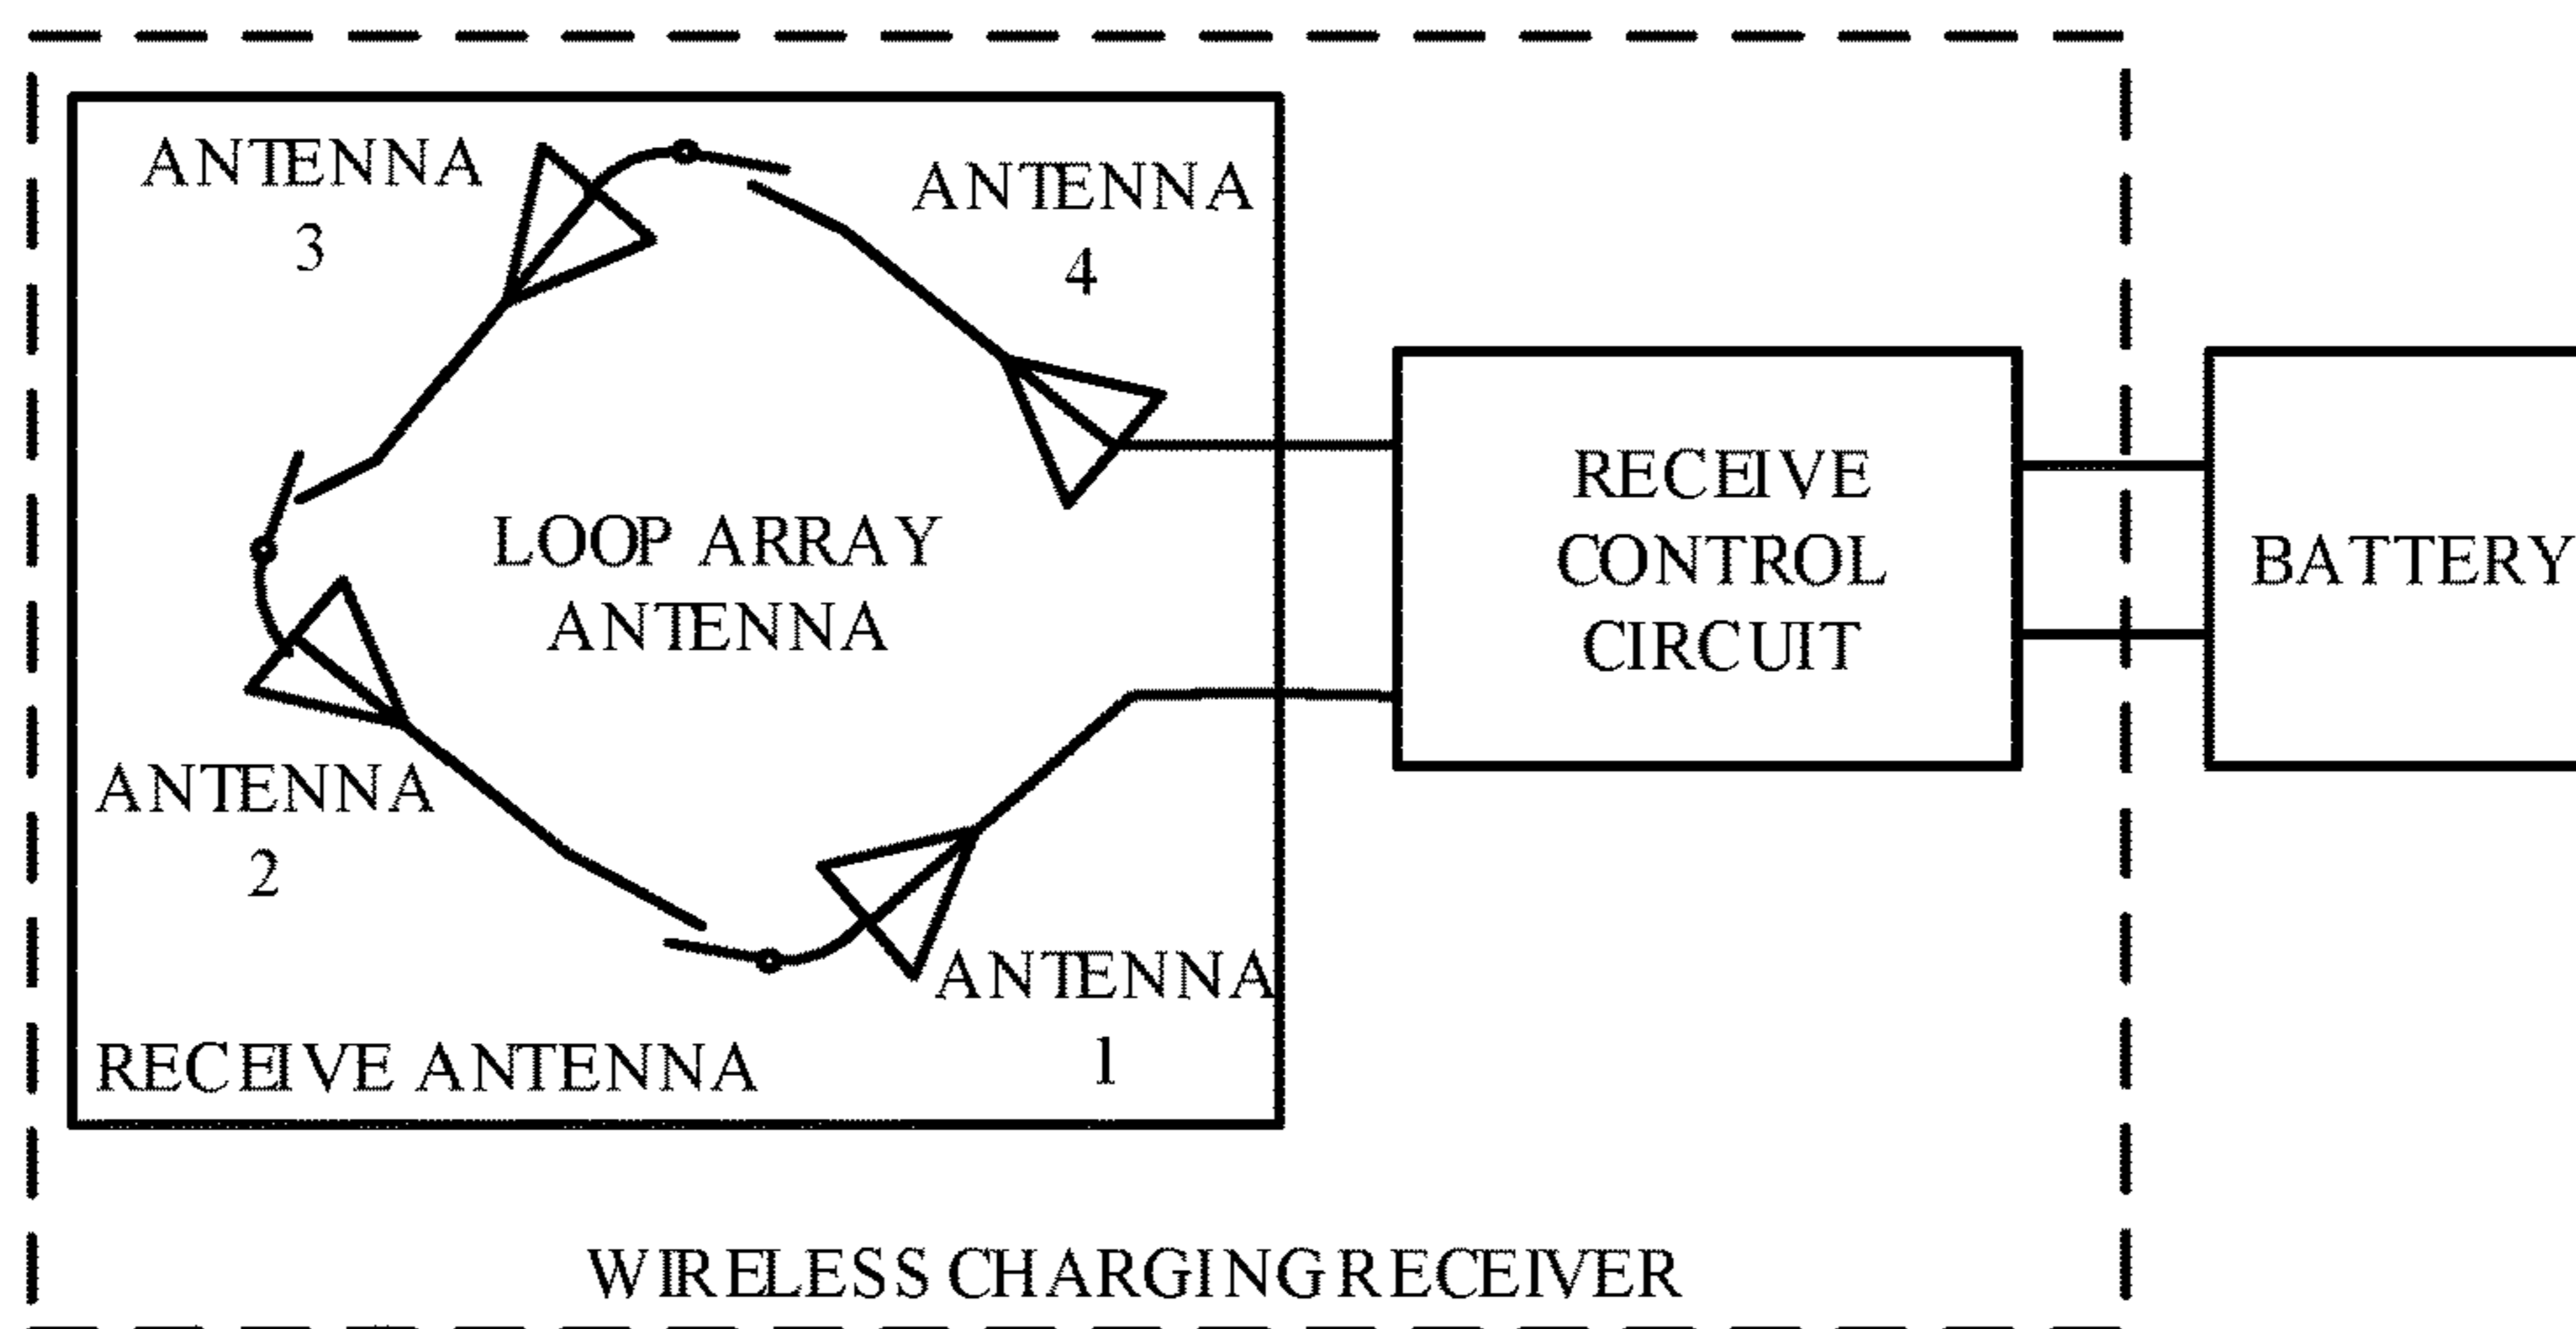 ANTENNA
3
ANTENNA
4
LOOP ARRAY
ANTENNA
RECEIVE
CONTROL
CIRCUIT
BATTERY
ANTENNA
2
ANTENNA
1
RECEIVE ANTENNA
WIRELESS CHARGING RECEIVER